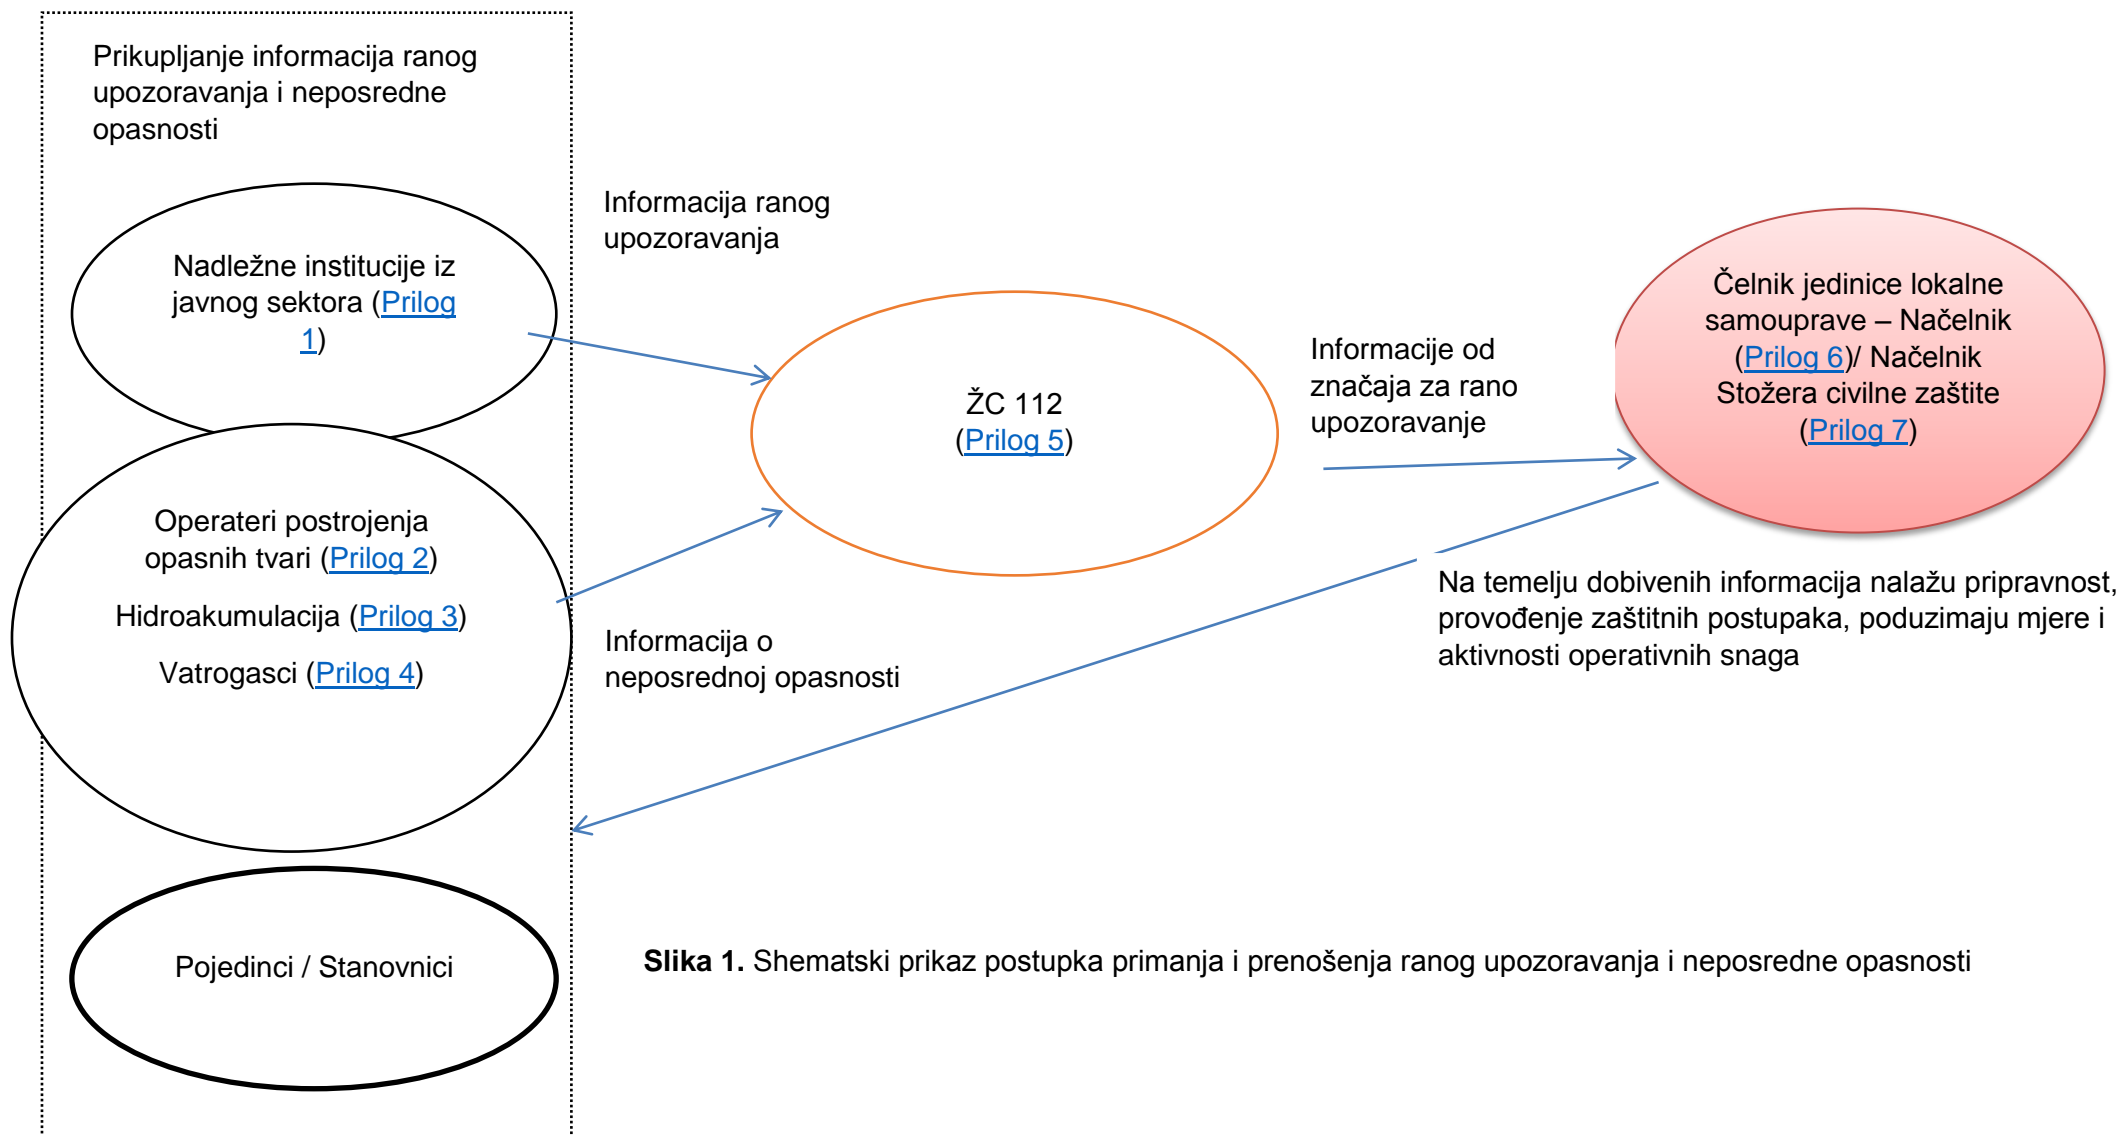 Prikupljanje informacija ranog
upozoravanja i neposredne
opasnosti
Nadležne institucije iz
javnog sektora (Prilog
1)
Operateri postrojenja
opasnih tvari (Prilog 2)
Hidroakumulacija (Prilog 3)
Vatrogasci (Prilog 4)
Pojedinci / Stanovnici
Informacija ranog
upozoravanja
Informacija o
neposrednoj opasnosti
ŽC 112
(Prilog 5)
Informacije od
značaja za rano
upozoravanje
Čelnik jedinice lokalne
samouprave – Načelnik
(Prilog 6)/ Načelnik
Stožera civilne zaštite
(Prilog 7)
Na temelju dobivenih informacija nalažu pripravnost,
provođenje zaštitnih postupaka, poduzimaju mjere i
aktivnosti operativnih snaga
Slika 1. Shematski prikaz postupka primanja i prenošenja ranog upozoravanja i neposredne opasnosti